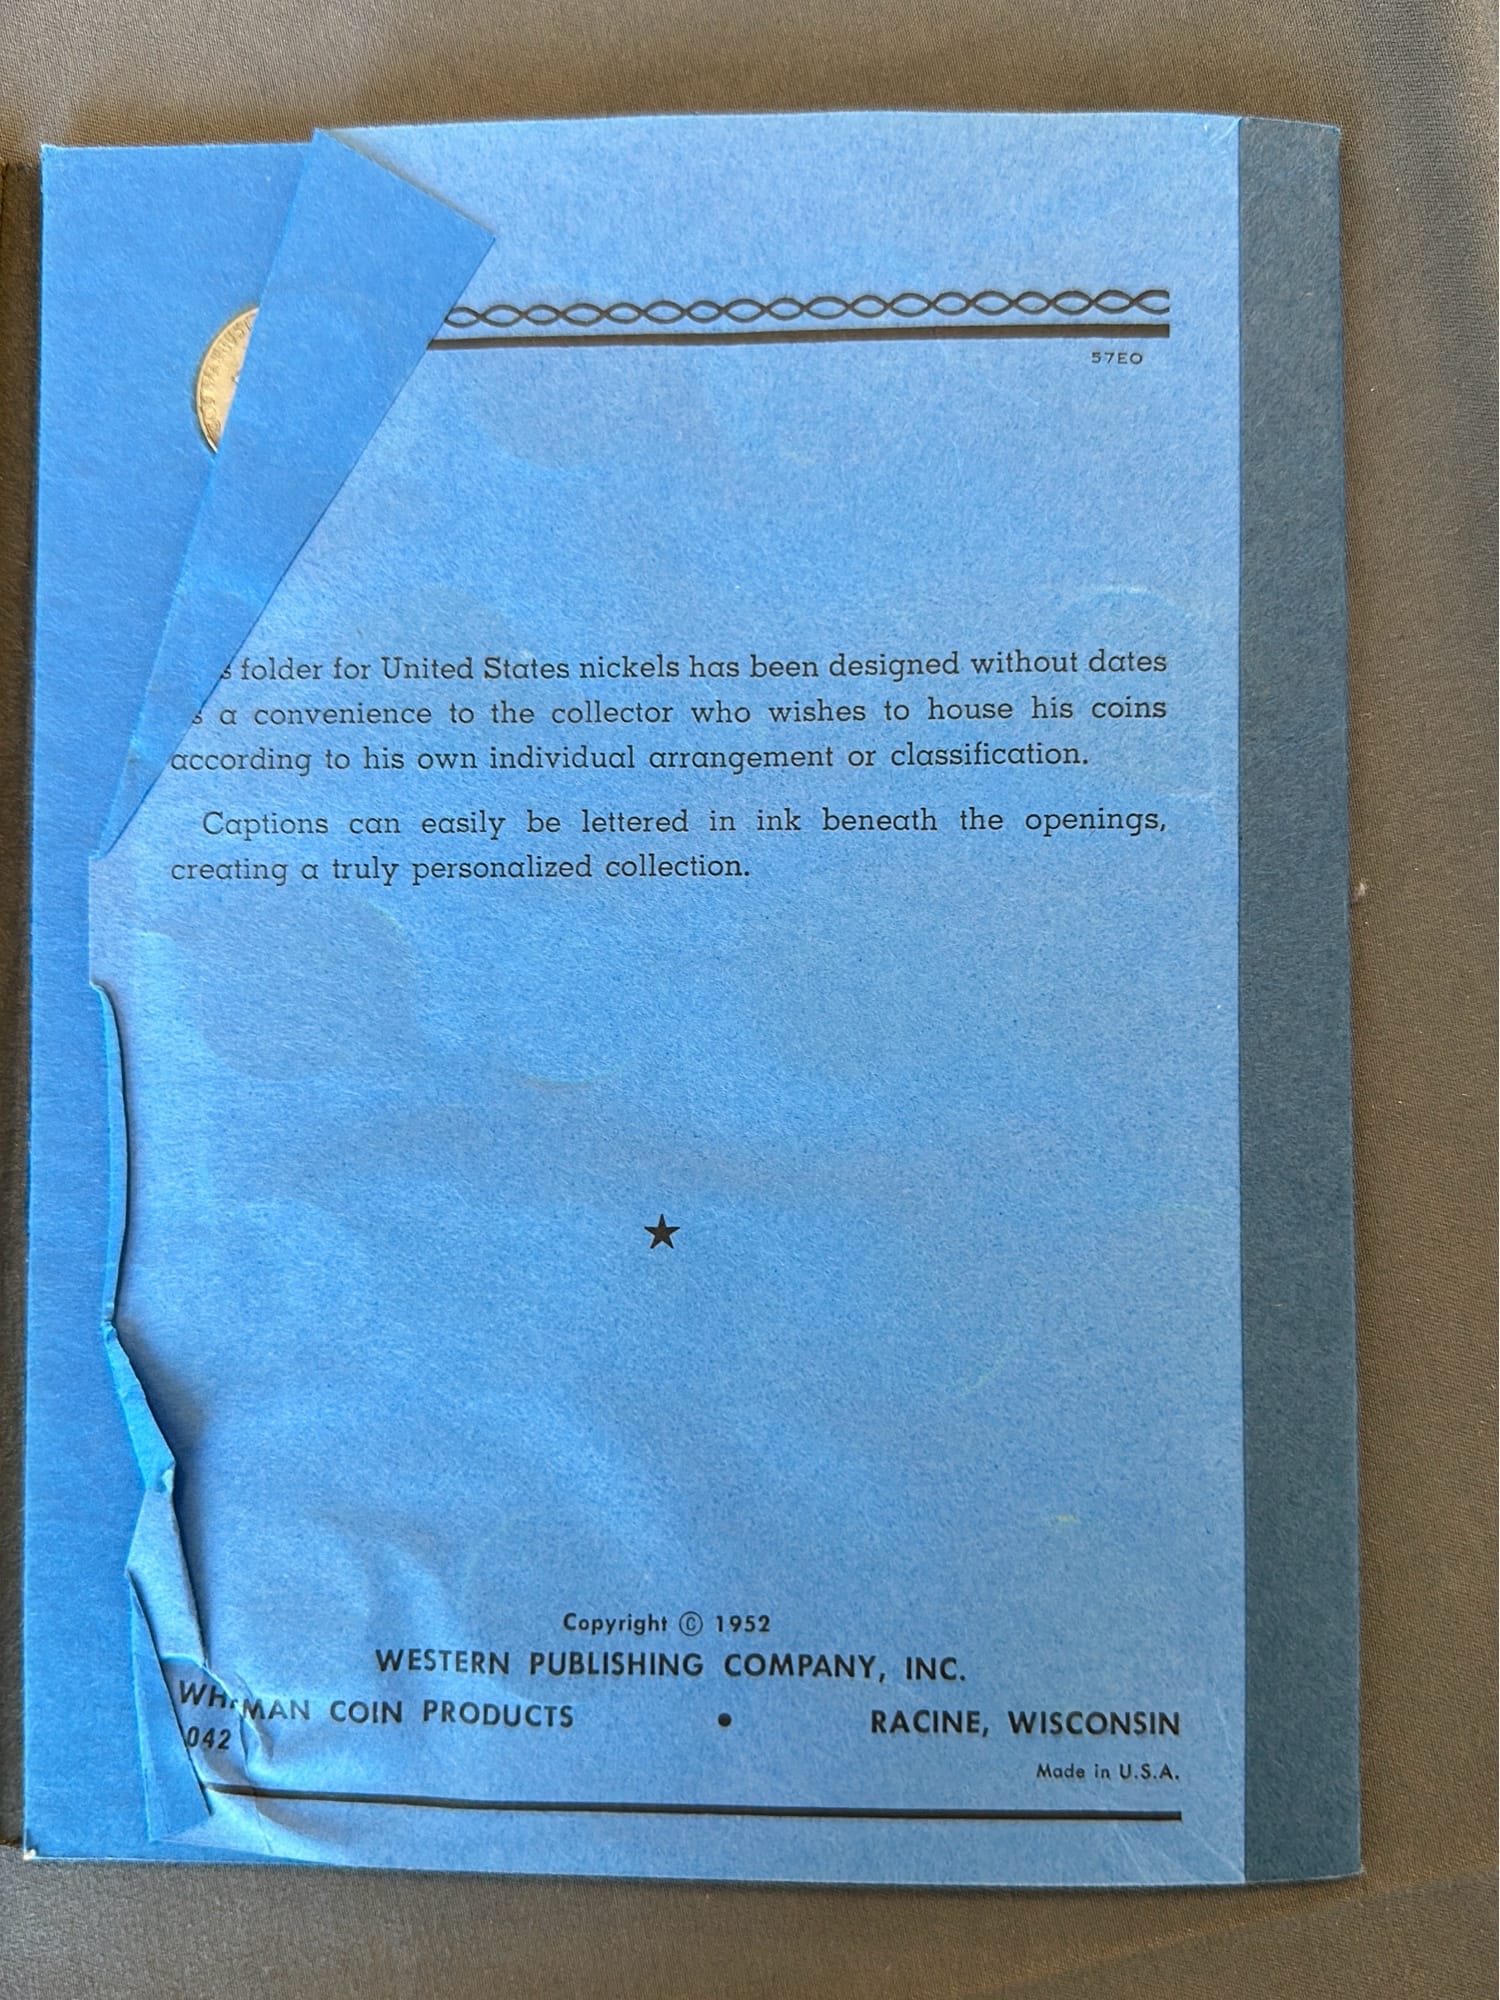 57EO
folder for United States nickels has been designed without dates
a convenience to the collector who wishes to house his coins
according to his own individual arrangement or classification.
Captions can easily be lettered in ink beneath the openings,
creating a truly personalized collection.
Copyright © 1952
WESTERN PUBLISHING COMPANY, INC.
COIN PRODUCTS • RACINE, WISCONSIN
042
Made in U.S.A.